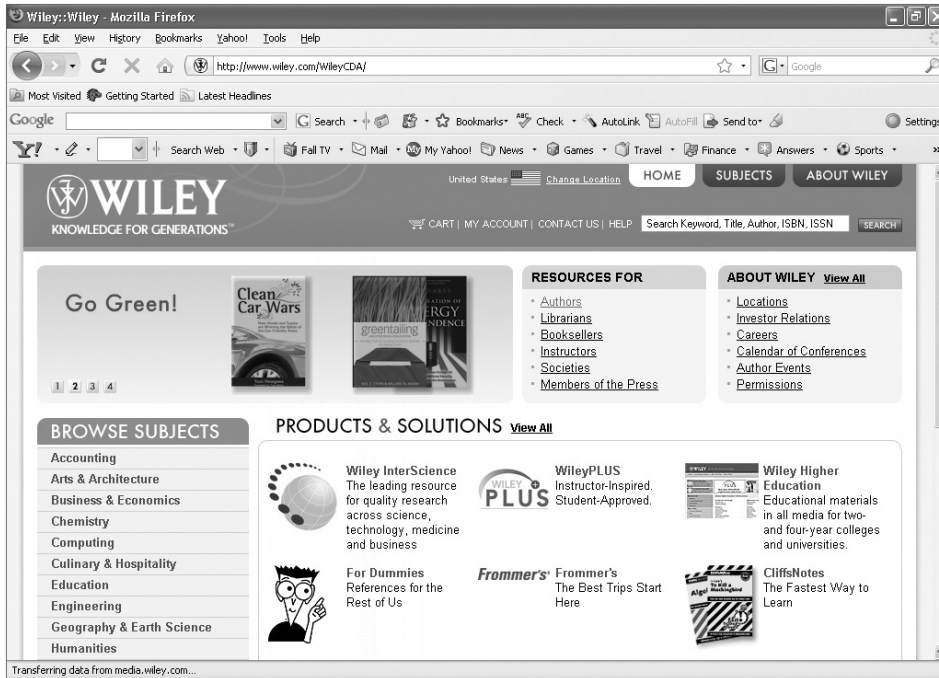 Wiley::Wiley - Mozilla Firefox
File Edit View History Bookmarks Yahoo! Tools Help
http://www.wiley.com/WileyCDA/
G Google
Most Visited Getting Started Latest Headlines
Google G Search Bookmarks ABC Check AutoLink AutoFill Send to Settings
Y! Search Web Fall TV Mail My Yahoo! News Games Travel Finance Answers Sports »
United States Change Location HOME SUBJECTS ABOUT WILEY
WILEY
KNOWLEDGE FOR GENERATIONS™
CART | MY ACCOUNT | CONTACT US | HELP Search Keyword, Title, Author, ISBN, ISSN SEARCH
Go Green!
Clean
Car Wars
greentailing
1 2 3 4
RESOURCES FOR
Authors
Librarians
Booksellers
Instructors
Societies
Members of the Press
ABOUT WILEY View All
Locations
Investor Relations
Careers
Calendar of Conferences
Author Events
Permissions
BROWSE SUBJECTS
Accounting
Arts & Architecture
Business & Economics
Chemistry
Computing
Culinary & Hospitality
Education
Engineering
Geography & Earth Science
Humanities
PRODUCTS & SOLUTIONS View All
Wiley InterScience
The leading resource
for quality research
across science,
technology, medicine
and business
WILEY
PLUS
WileyPLUS
Instructor-Inspired.
Student-Approved.
Wiley Higher
Education
Educational materials
in all media for two-
and four-year colleges
and universities.
For Dummies
References for the
Rest of Us
Frommer's
Frommer's
The Best Trips Start
Here
CliffsNotes
The Fastest Way to
Learn
Transferring data from media.wiley.com...